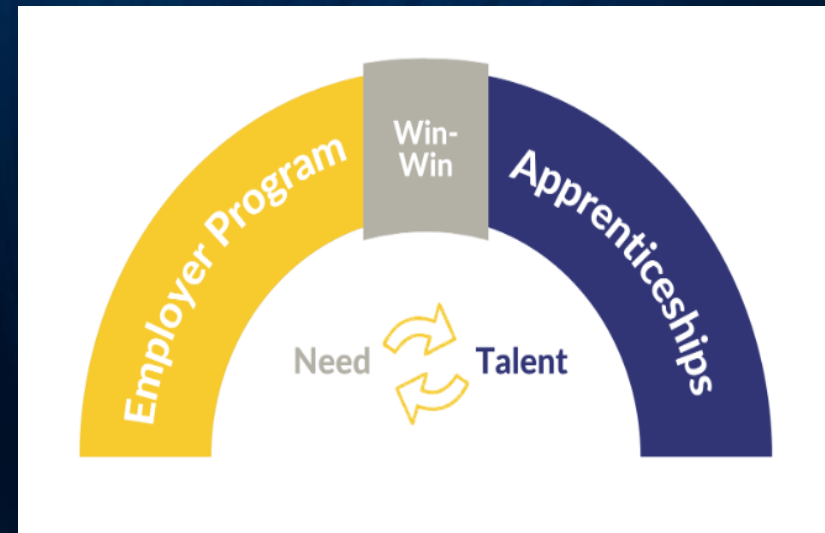 Employer Program
Win-
Win
Apprenticeships
Need
Talent